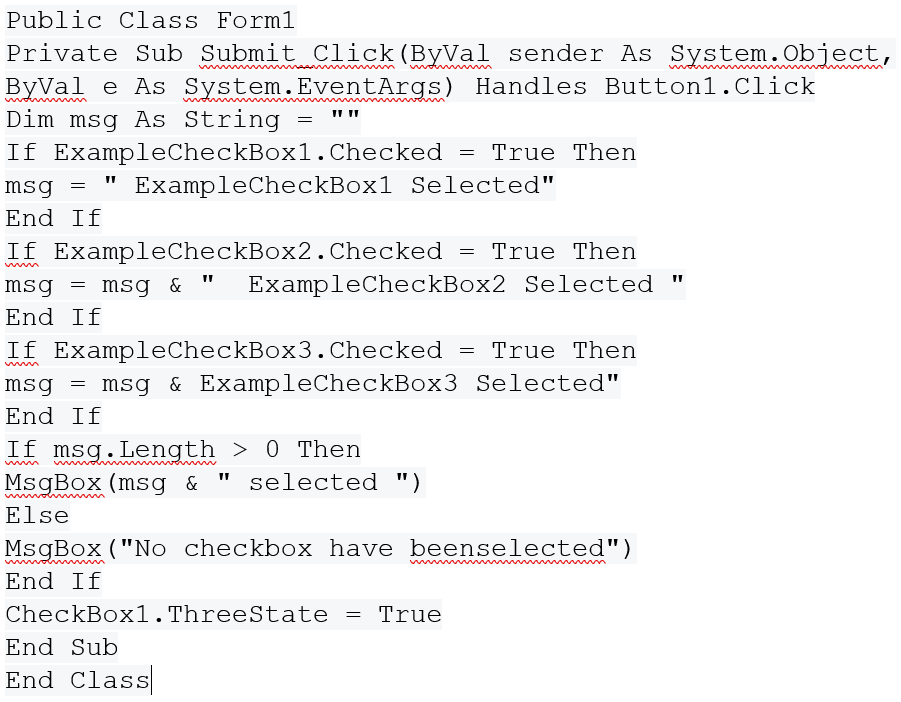 Public Class Form1
Private Sub Submit_Click(ByVal sender As System.Object,
ByVal e As System.EventArgs) Handles Button1.Click
Dim msg As String = ""
If ExampleCheckBox1.Checked = True Then
msg = " ExampleCheckBox1 Selected"
End If
If ExampleCheckBox2.Checked = True Then
msg = msg & "  ExampleCheckBox2 Selected "
End If
If ExampleCheckBox3.Checked = True Then
msg = msg & ExampleCheckBox3 Selected"
End If
If msg.Length > 0 Then
MsgBox(msg & " selected ")
Else
MsgBox("No checkbox have beenselected")
End If
CheckBox1.ThreeState = True
End Sub
End Class